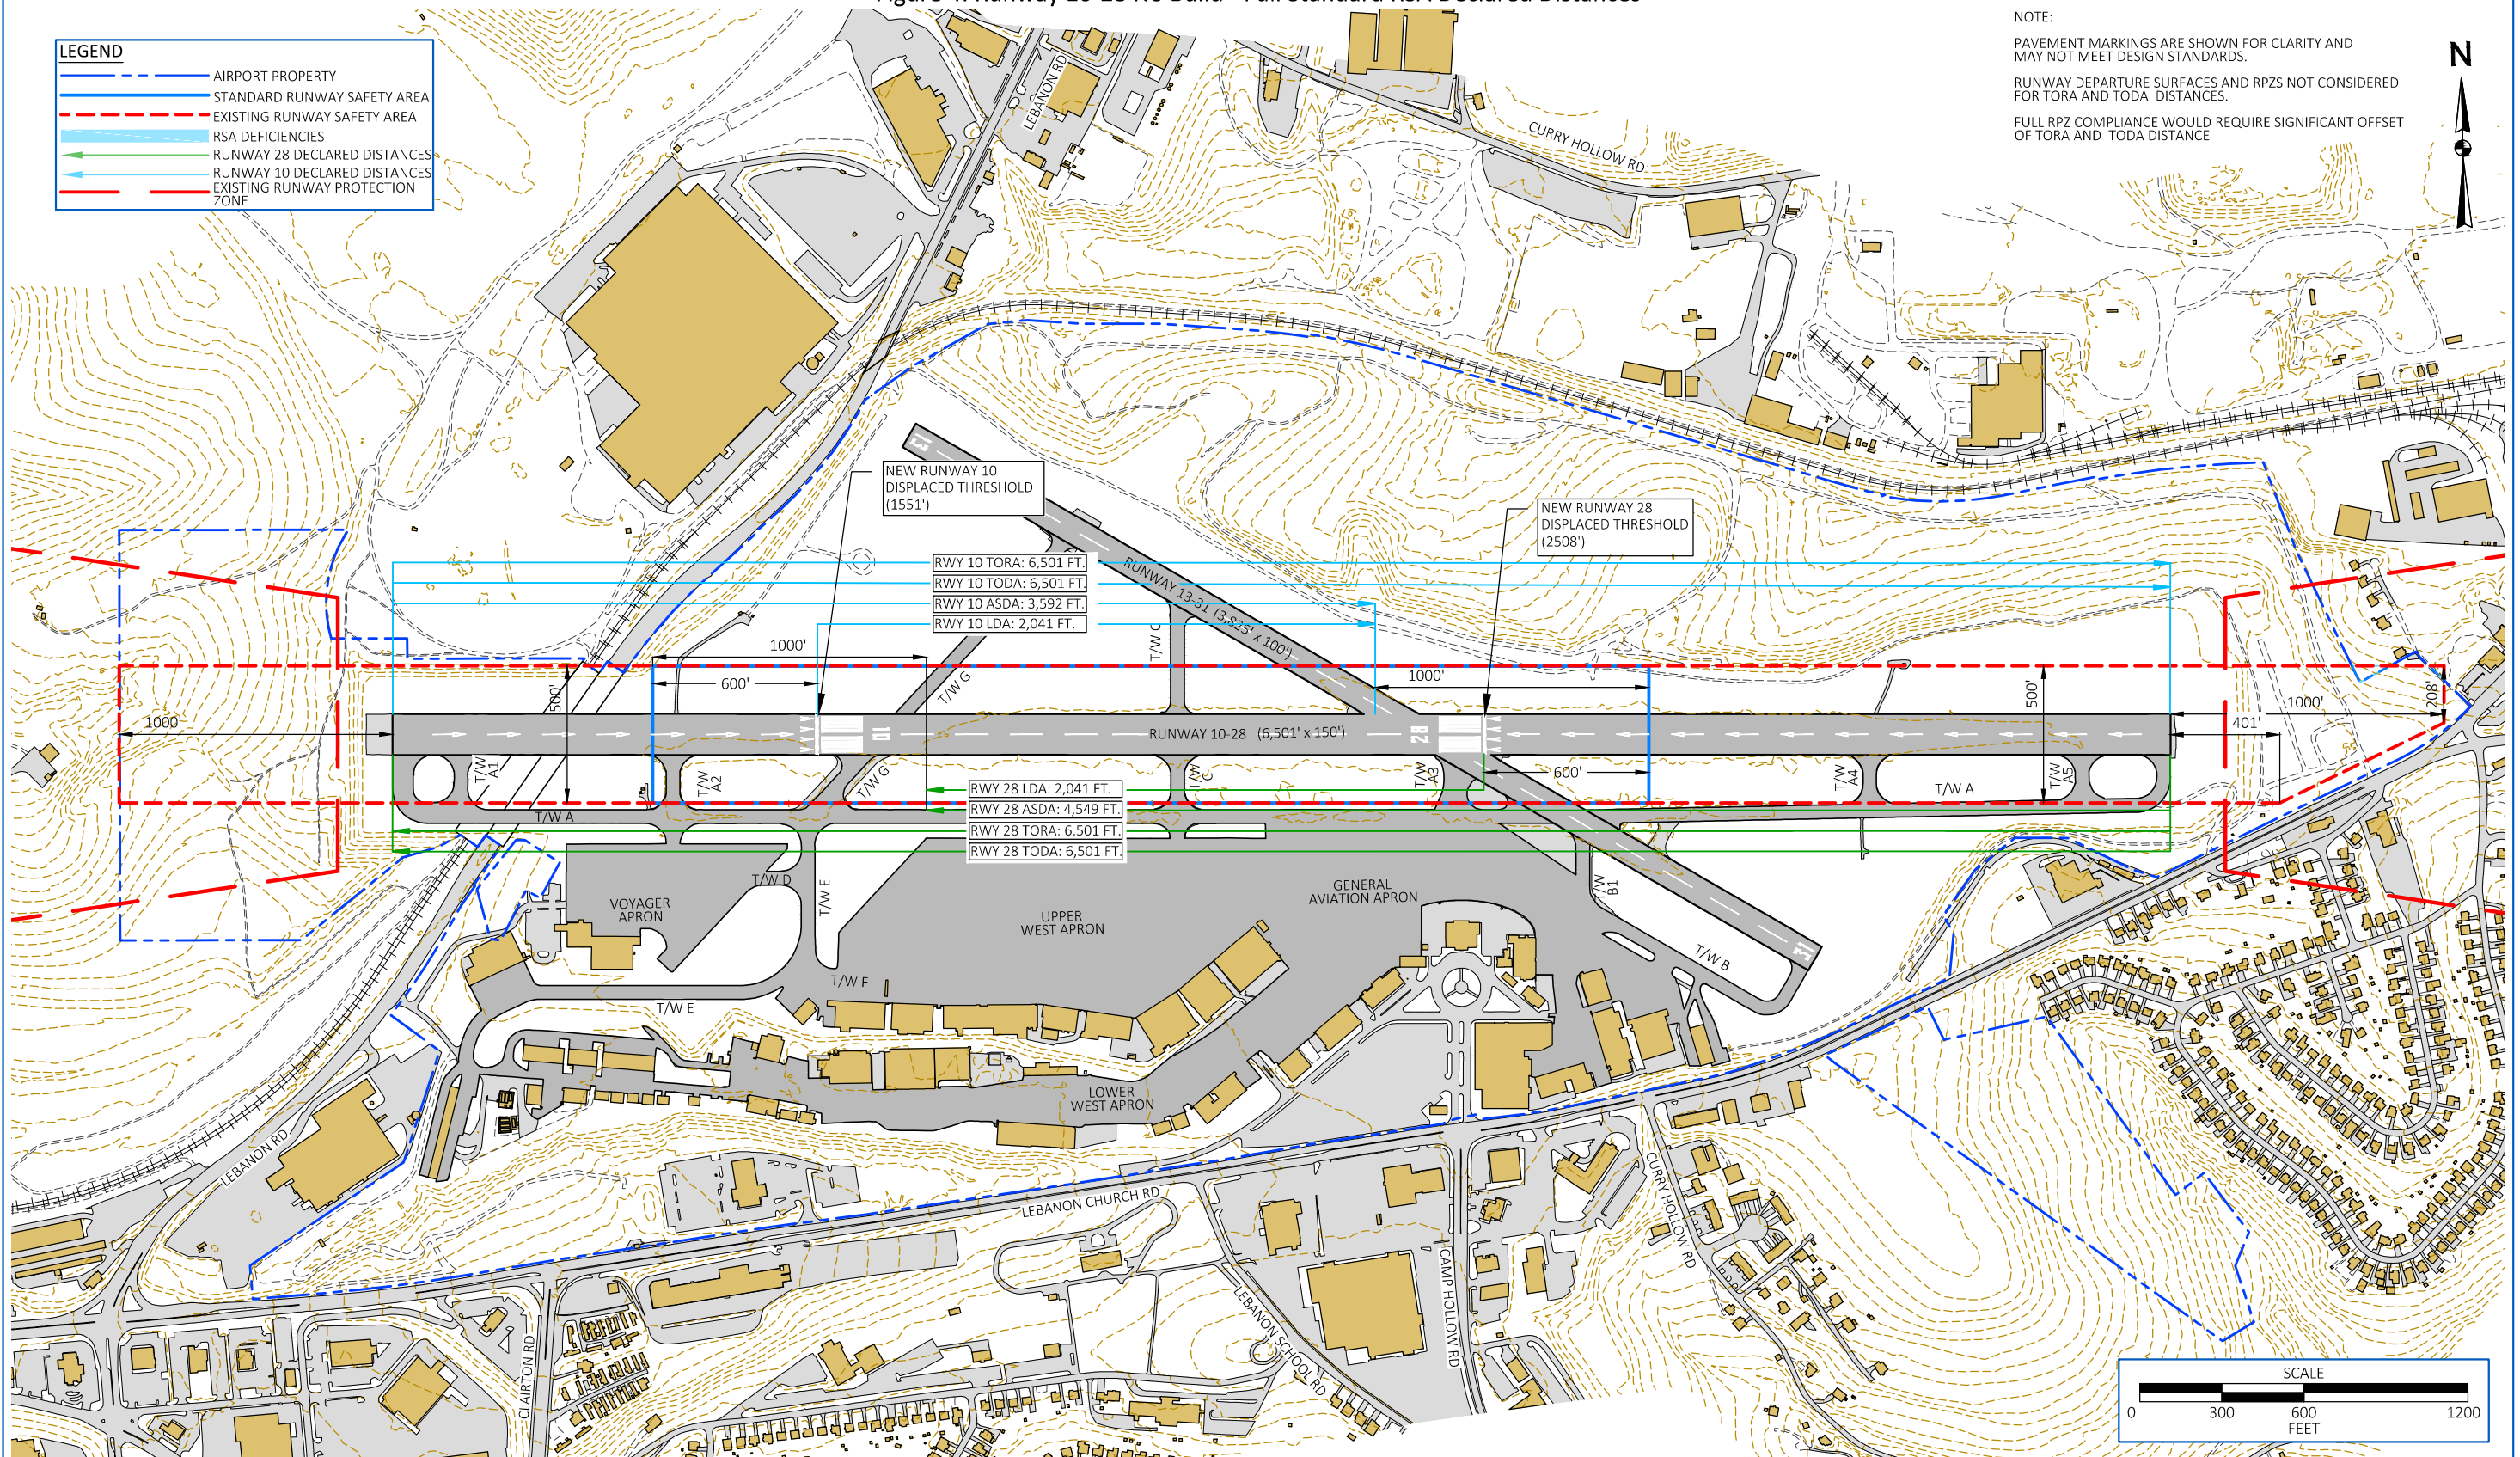 LEGEND
AIRPORT PROPERTY
STANDARD RUNWAY SAFETY AREA
EXISTING RUNWAY SAFETY AREA
RSA DEFICIENCIES
RUNWAY 28 DECLARED DISTANCES
RUNWAY 10 DECLARED DISTANCES
EXISTING RUNWAY PROTECTION
ZONE
NOTE:
PAVEMENT MARKINGS ARE SHOWN FOR CLARITY AND
MAY NOT MEET DESIGN STANDARDS.
RUNWAY DEPARTURE SURFACES AND RPZS NOT CONSIDERED
FOR TORA AND TODA DISTANCES.
FULL RPZ COMPLIANCE WOULD REQUIRE SIGNIFICANT OFFSET
OF TORA AND TODA DISTANCE
N
LEBANON RD
CURRY HOLLOW RD
13
NEW RUNWAY 10
DISPLACED THRESHOLD
(1551')
NEW RUNWAY 28
DISPLACED THRESHOLD
(2508')
RWY 10 TORA: 6,501 FT.
RWY 10 TODA: 6,501 FT.
RWY 10 ASDA: 3,592 FT.
RWY 10 LDA: 2,041 FT.
RUNWAY 13-31 (3,825' x 100')
T/W C
T/W G
1000'
600'
500'
1000'
1000'
500'
208'
1000'
401'
10
RUNWAY 10-28 (6,501' x 150')
28
T/W
A1
T/W
A2
T/W G
T/W
C
T/W
A3
600'
T/W
A4
T/W A
T/W
A5
RWY 28 LDA: 2,041 FT.
RWY 28 ASDA: 4,549 FT.
RWY 28 TORA: 6,501 FT.
RWY 28 TODA: 6,501 FT.
T/W A
T/W D
T/W E
VOYAGER
APRON
UPPER
WEST APRON
GENERAL
AVIATION APRON
T/W
B1
T/W B
31
T/W F
T/W E
LOWER
WEST APRON
LEBANON RD
LEBANON CHURCH RD
CURRY HOLLOW RD
CAMP HOLLOW RD
LEBANON SCHOOL RD
CLAIRTON RD
SCALE
0 300 600 1200
FEET